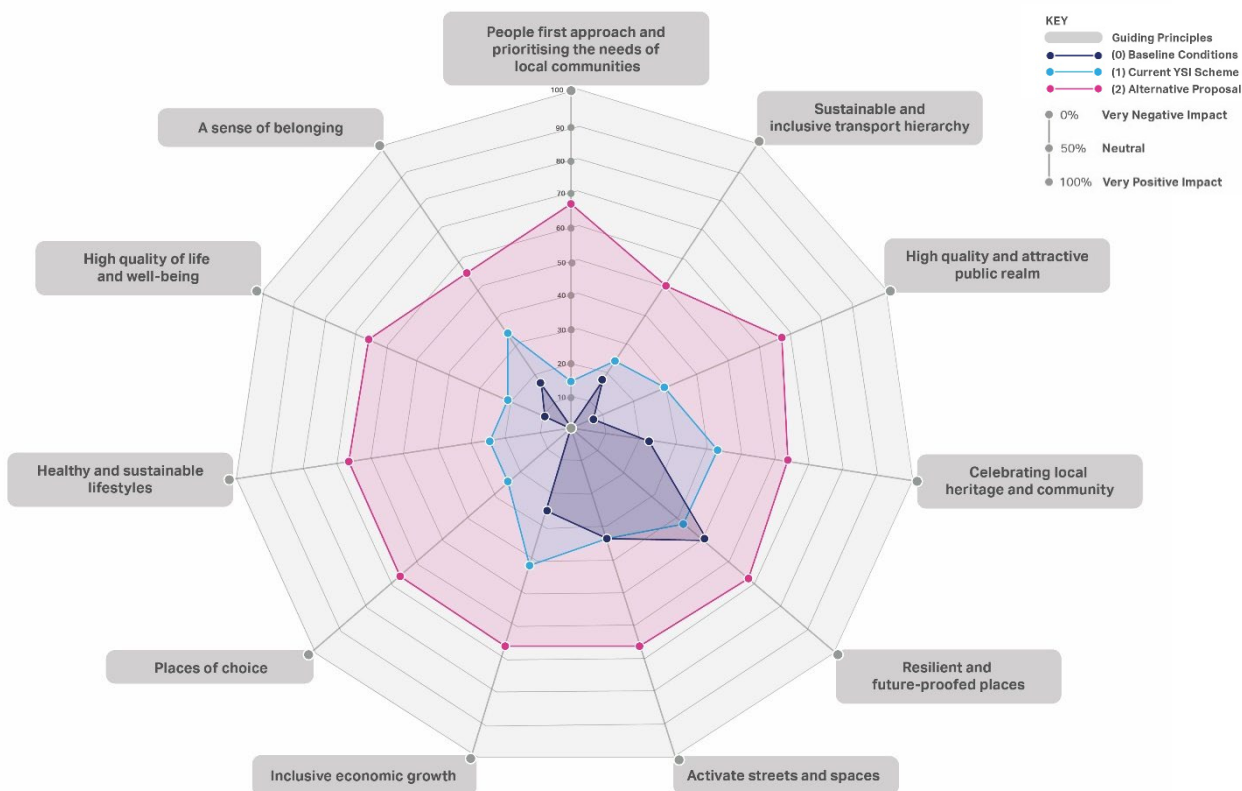 People first approach and
prioritising the needs of
local communities
KEY
Guiding Principles
(0) Baseline Conditions
(1) Current YSI Scheme
(2) Alternative Proposal
0% Very Negative Impact
50% Neutral
100% Very Positive Impact
A sense of belonging
Sustainable and
inclusive transport hierarchy
100
90
80
70
60
50
40
30
20
10
High quality of life
and well-being
High quality and attractive
public realm
Healthy and sustainable
lifestyles
Celebrating local
heritage and community
Places of choice
Resilient and
future-proofed places
Inclusive economic growth
Activate streets and spaces